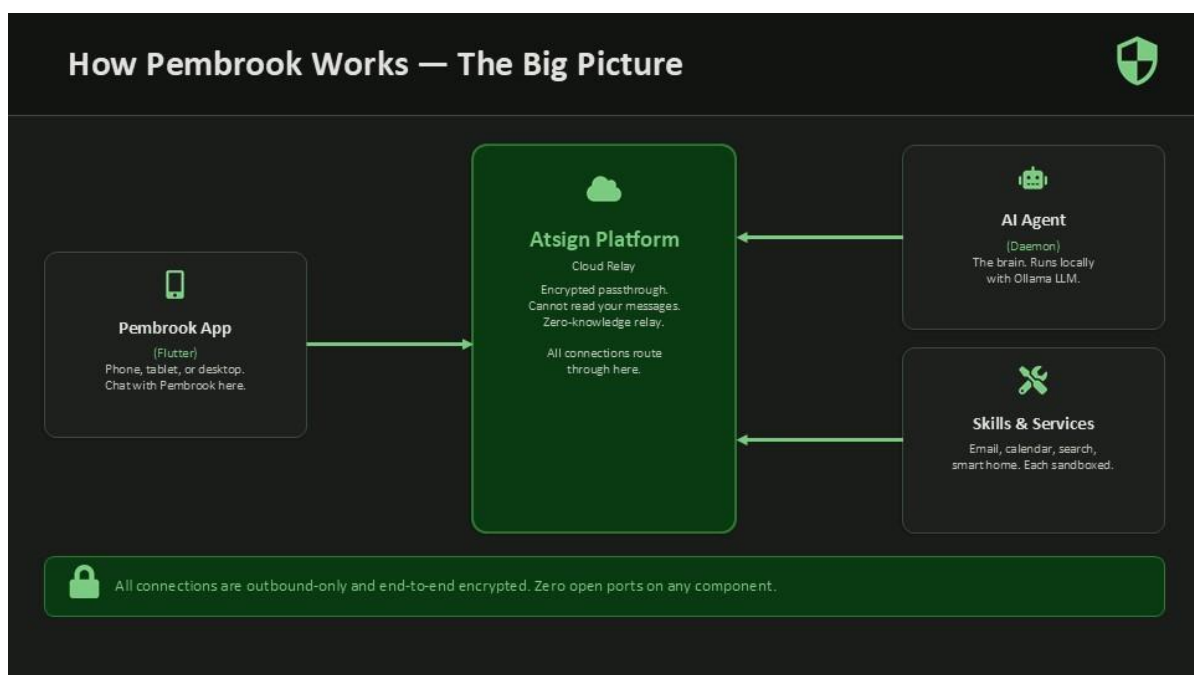 How Pembrook Works — The Big Picture
Pembrook App
(Flutter)
Phone, tablet, or desktop.
Chat with Pembrook here.
Atsign Platform
Cloud Relay
Encrypted passthrough.
Cannot read your messages.
Zero-knowledge relay.
All connections route
through here.
AI Agent
(Daemon)
The brain. Runs locally
with Ollama LLM.
Skills & Services
Email, calendar, search,
smart home. Each sandboxed.
All connections are outbound-only and end-to-end encrypted. Zero open ports on any component.